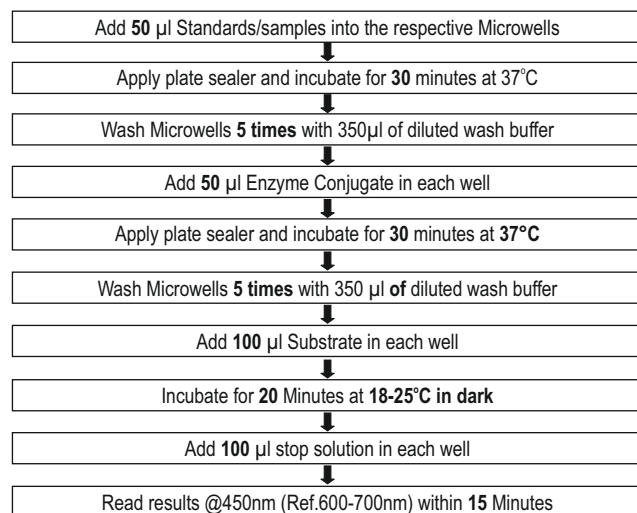 Add 50 µl Standards/samples into the respective Microwells
Apply plate sealer and incubate for 30 minutes at 37°C
Wash Microwells 5 times with 350µl of diluted wash buffer
Add 50 µl Enzyme Conjugate in each well
Apply plate sealer and incubate for 30 minutes at 37°C
Wash Microwells 5 times with 350 µl of diluted wash buffer
Add 100 µl Substrate in each well
Incubate for 20 Minutes at 18-25°C in dark
Add 100 µl stop solution in each well
Read results @450nm (Ref.600-700nm) within 15 Minutes